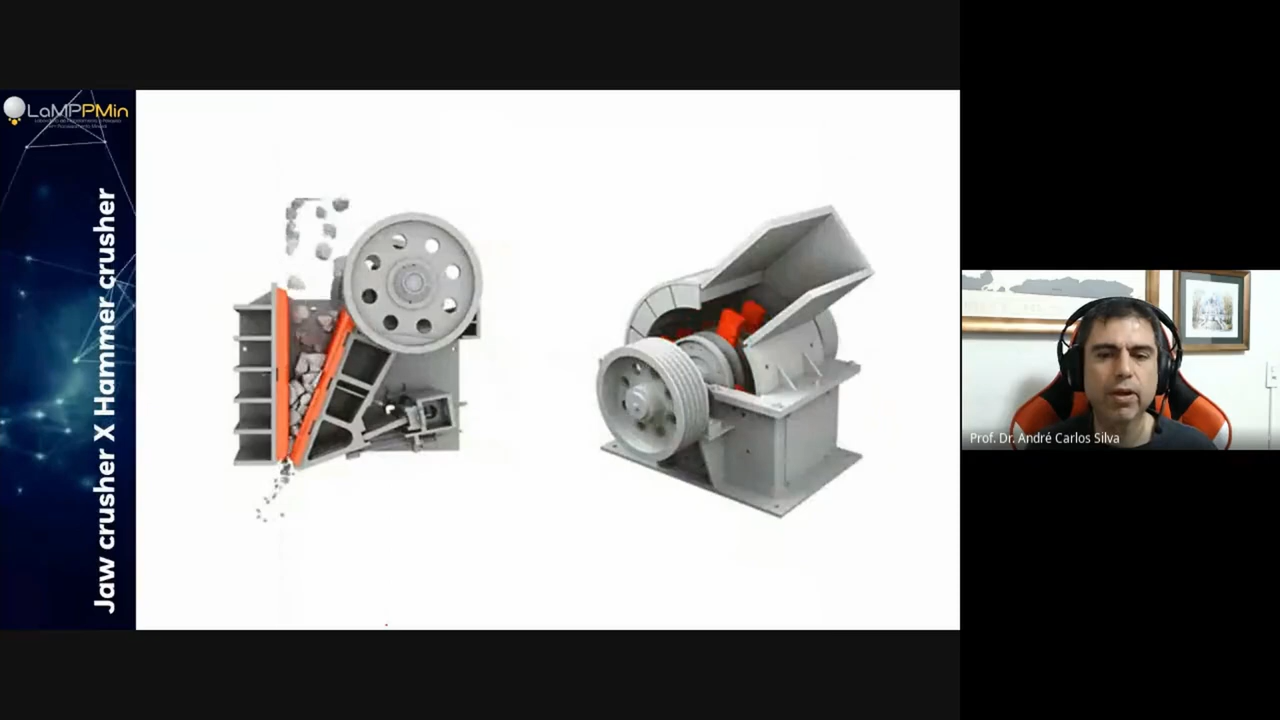 LaMPPMin
Jaw crusher X Hammer crusher
Prof. Dr. André Carlos Silva